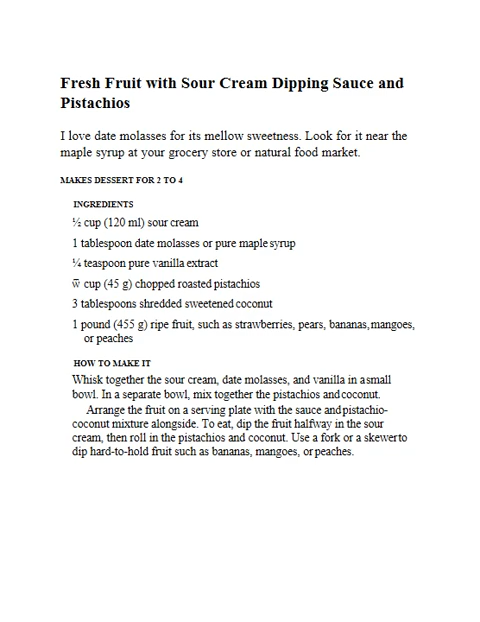 Fresh Fruit with Sour Cream Dipping Sauce and
Pistachios
I love date molasses for its mellow sweetness. Look for it near the
maple syrup at your grocery store or natural food market.
MAKES DESSERT FOR 2 TO 4
INGREDIENTS
½ cup (120 ml) sour cream
1 tablespoon date molasses or pure maple syrup
¼ teaspoon pure vanilla extract
w̅ cup (45 g) chopped roasted pistachios
3 tablespoons shredded sweetened coconut
1 pound (455 g) ripe fruit, such as strawberries, pears, bananas, mangoes,
or peaches
HOW TO MAKE IT
Whisk together the sour cream, date molasses, and vanilla in a small
bowl. In a separate bowl, mix together the pistachios and coconut.
Arrange the fruit on a serving plate with the sauce and pistachio-
coconut mixture alongside. To eat, dip the fruit halfway in the sour
cream, then roll in the pistachios and coconut. Use a fork or a skewer to
dip hard-to-hold fruit such as bananas, mangoes, or peaches.